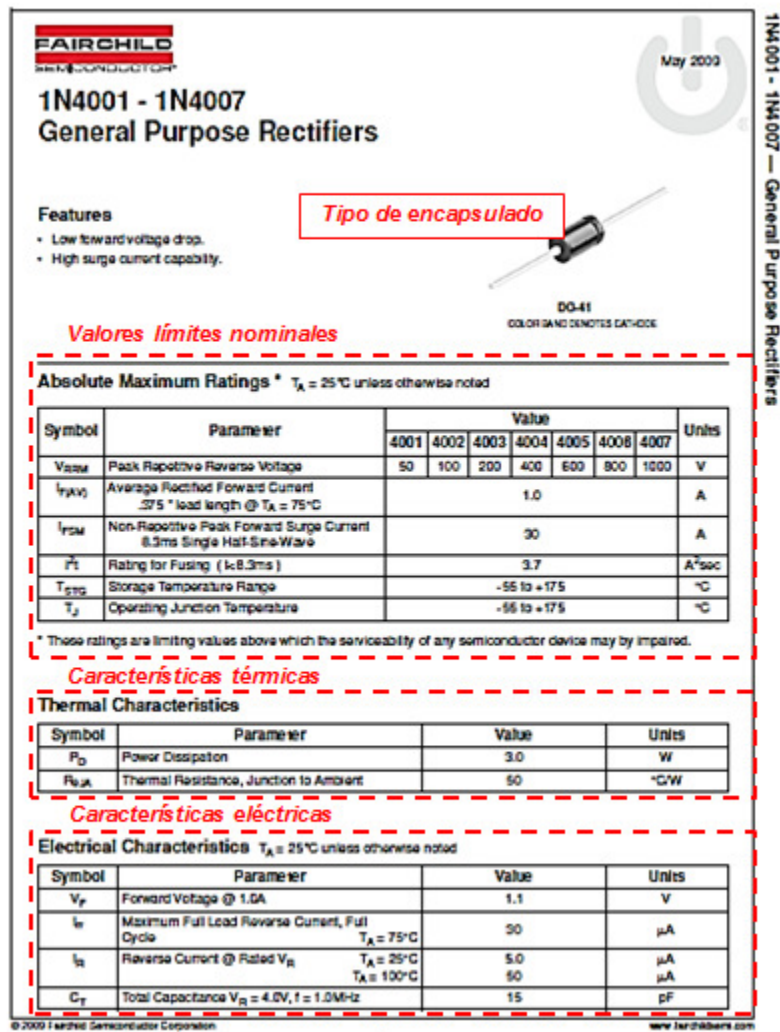 FAIRCHILD
SEMICONDUCTOR
May 2009
1N4001 - 1N4007
General Purpose Rectifiers
1N4001 - 1N4007 — General Purpose Rectifiers
Features
• Low forward voltage drop.
• High surge current capability.
Tipo de encapsulado
DO-41
COLOR BAND DENOTES CATHODE
Valores límites nominales
Absolute Maximum Ratings * TA = 25°C unless otherwise noted
Symbol Parameter Value Units
4001 4002 4003 4004 4005 4006 4007
VRRM Peak Repetitive Reverse Voltage 50 100 200 400 600 800 1000 V
IF(AV) Average Rectified Forward Current
.375 " lead length @ TA = 75°C 1.0 A
IFSM Non-Repetitive Peak Forward Surge Current
8.3ms Single Half-Sine-Wave 30 A
I²t Rating for Fusing ( t<8.3ms ) 3.7 A²sec
TSTG Storage Temperature Range -55 to +175 °C
TJ Operating Junction Temperature -55 to +175 °C
* These ratings are limiting values above which the serviceability of any semiconductor device may by impaired.
Características térmicas
Thermal Characteristics
Symbol Parameter Value Units
PD Power Dissipation 3.0 W
RθJA Thermal Resistance, Junction to Ambient 50 °C/W
Características eléctricas
Electrical Characteristics TA = 25°C unless otherwise noted
Symbol Parameter Value Units
VF Forward Voltage @ 1.0A 1.1 V
Irr Maximum Full Load Reverse Current, Full
Cycle TA = 75°C 30 μA
IR Reverse Current @ Rated VR TA = 25°C 5.0 μA
TA = 100°C 50 μA
CT Total Capacitance VR = 4.0V, f = 1.0MHz 15 pF
© 2009 Fairchild Semiconductor Corporation www.fairchildsemi.com